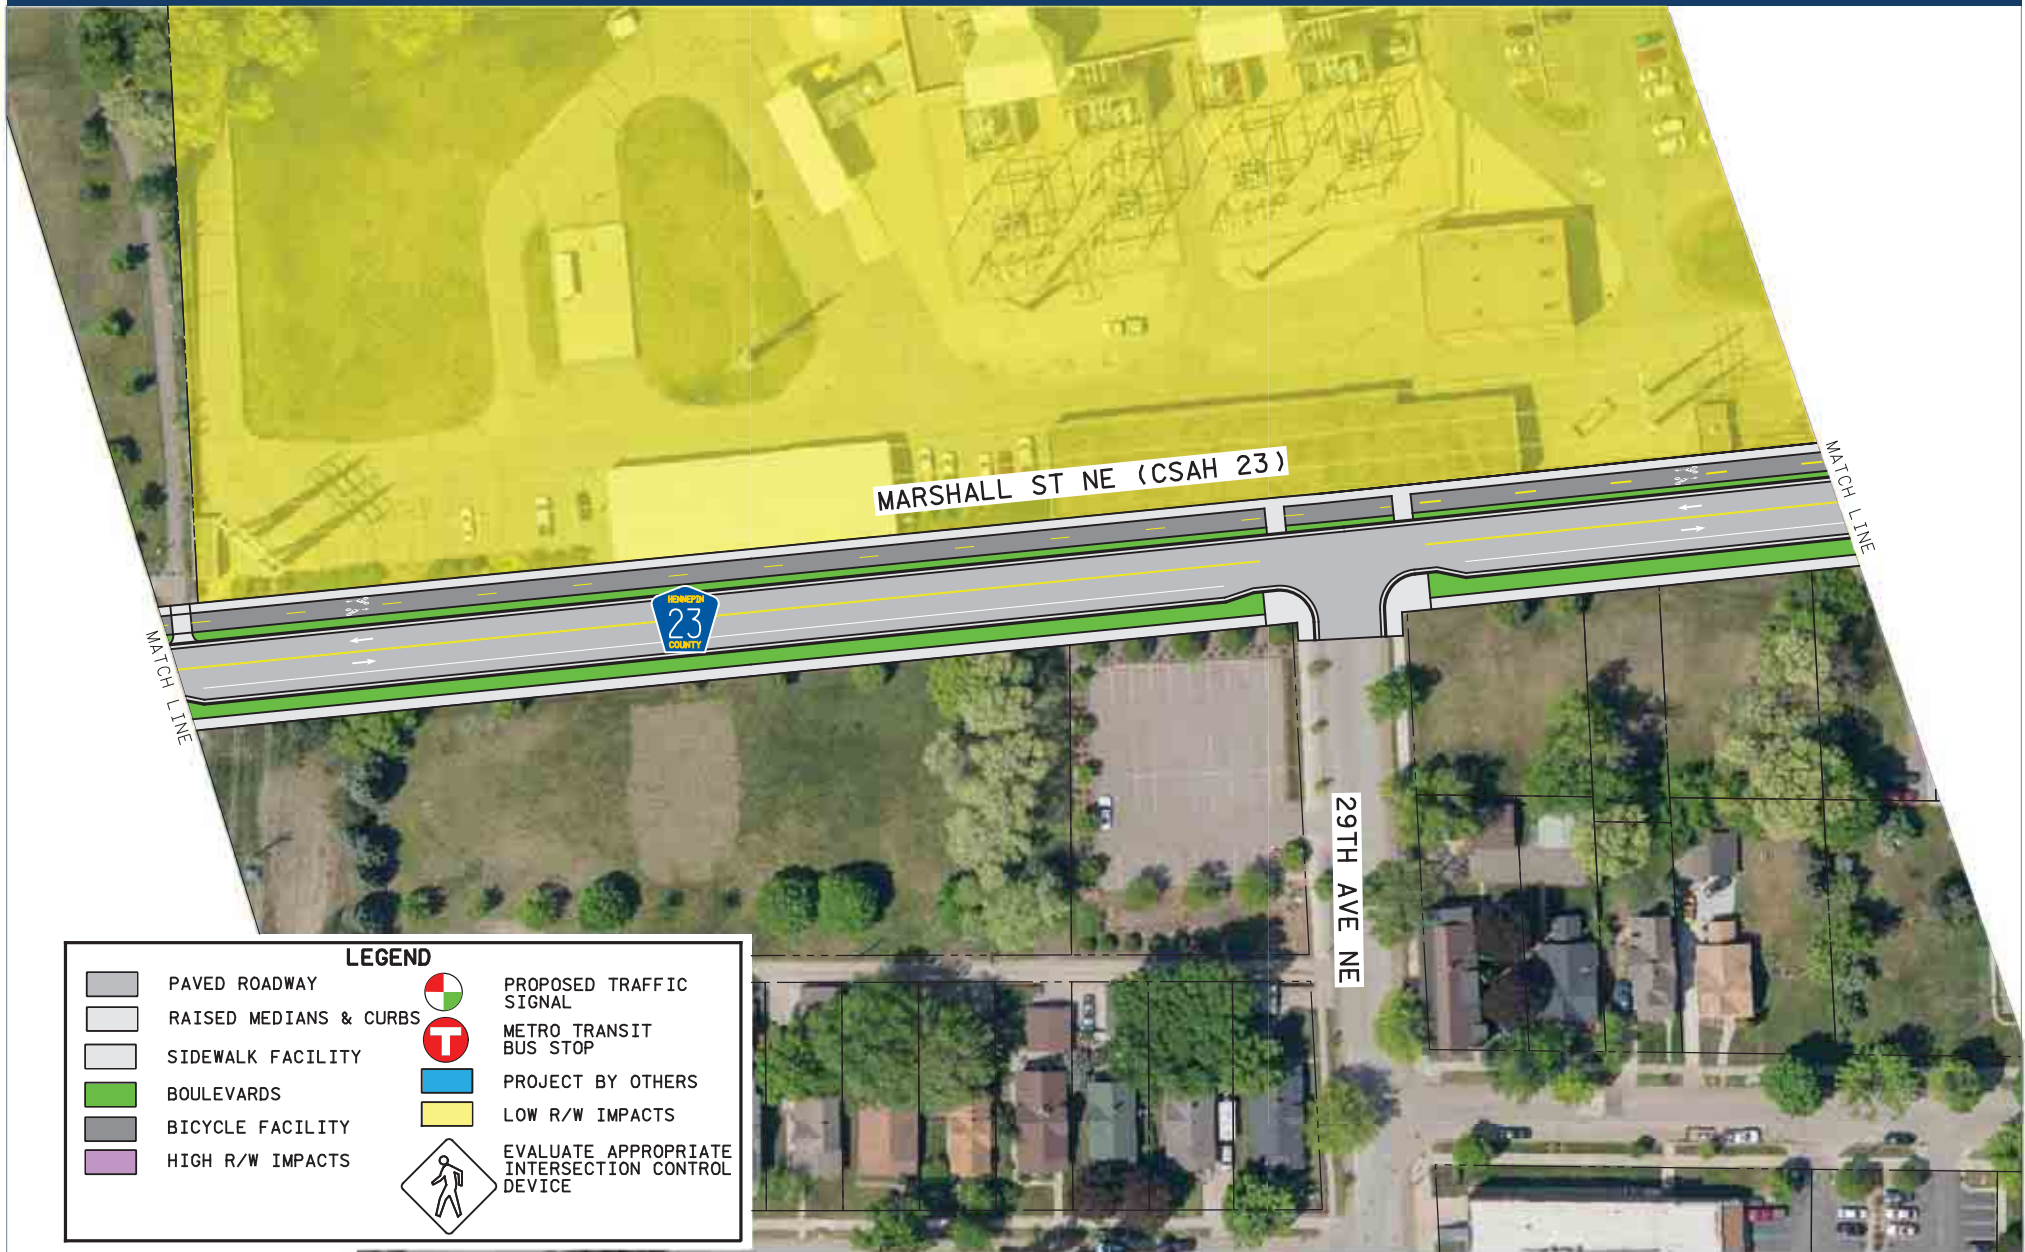 MARSHALL ST NE (CSAH 23)
MATCH LINE
HENNEPIN
23
COUNTY
MATCH LINE
29TH AVE NE
LEGEND
PAVED ROADWAY
RAISED MEDIANS & CURBS
SIDEWALK FACILITY
BOULEVARDS
BICYCLE FACILITY
HIGH R/W IMPACTS
PROPOSED TRAFFIC
SIGNAL
T
METRO TRANSIT
BUS STOP
PROJECT BY OTHERS
LOW R/W IMPACTS
EVALUATE APPROPRIATE
INTERSECTION CONTROL
DEVICE